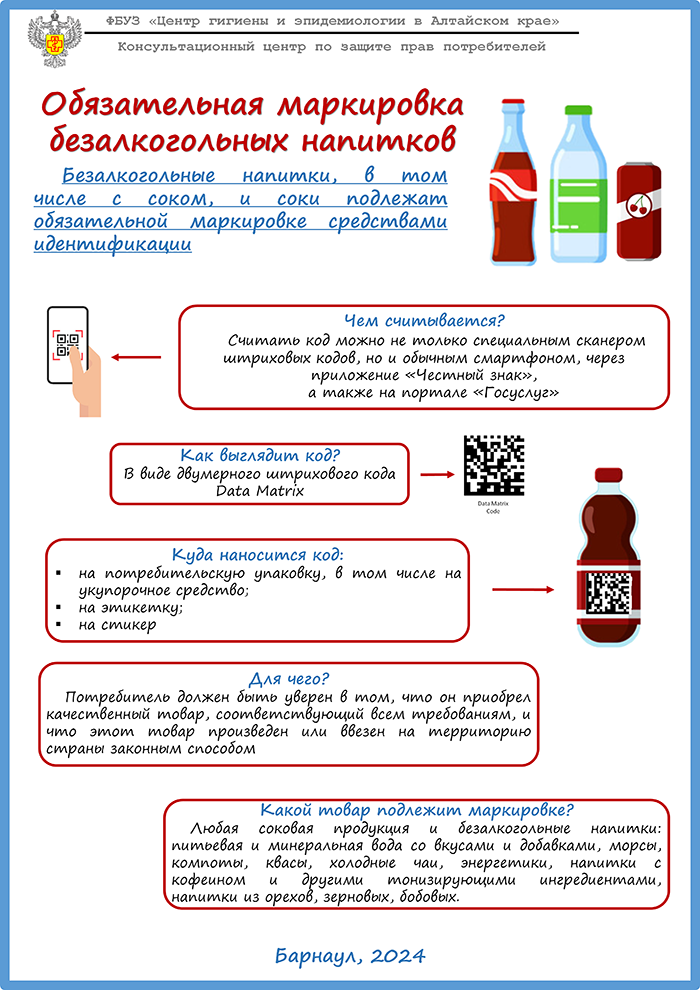 ФБУЗ «Центр гигиены и эпидемиологии в Алтайском крае»
Консультационный центр по защите прав потребителей
Обязательная маркировка
безалкогольных напитков
Безалкогольные напитки, в том
числе с соком, и соки подлежат
обязательной маркировке средствами
идентификации
Чем считывается?
Считать код можно не только специальным сканером
штриховых кодов, но и обычным смартфоном, через
приложение «Честный знак»,
а также на портале «Госуслуг»
Как выглядит код?
В виде двумерного штрихового кода
Data Matrix
Data Matrix
Code
Куда наносится код:
▪ на потребительскую упаковку, в том числе на
укупорочное средство;
▪ на этикетку;
▪ на стикер
Для чего?
Потребитель должен быть уверен в том, что он приобрел
качественный товар, соответствующий всем требованиям, и
что этот товар произведен или ввезен на территорию
страны законным способом
Какой товар подлежит маркировке?
Любая соковая продукция и безалкогольные напитки:
питьевая и минеральная вода со вкусами и добавками, морсы,
компоты, квасы, холодные чаи, энергетики, напитки с
кофеином и другими тонизирующими ингредиентами,
напитки из орехов, зерновых, бобовых.
Барнаул, 2024